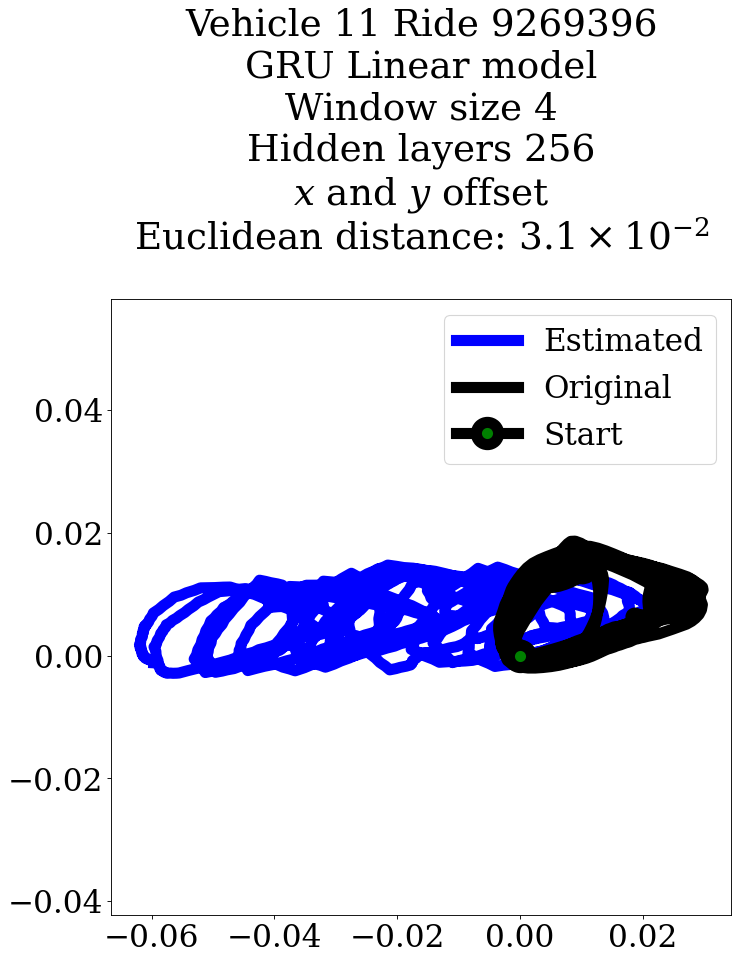 Vehicle 11 Ride 9269396
GRU Linear model
Window size 4
Hidden layers 256
x and y offset
Euclidean distance: 3.1 × 10⁻²
Estimated
Original
Start
0.04
0.02
0.00
−0.02
−0.04
−0.06 −0.04 −0.02 0.00 0.02